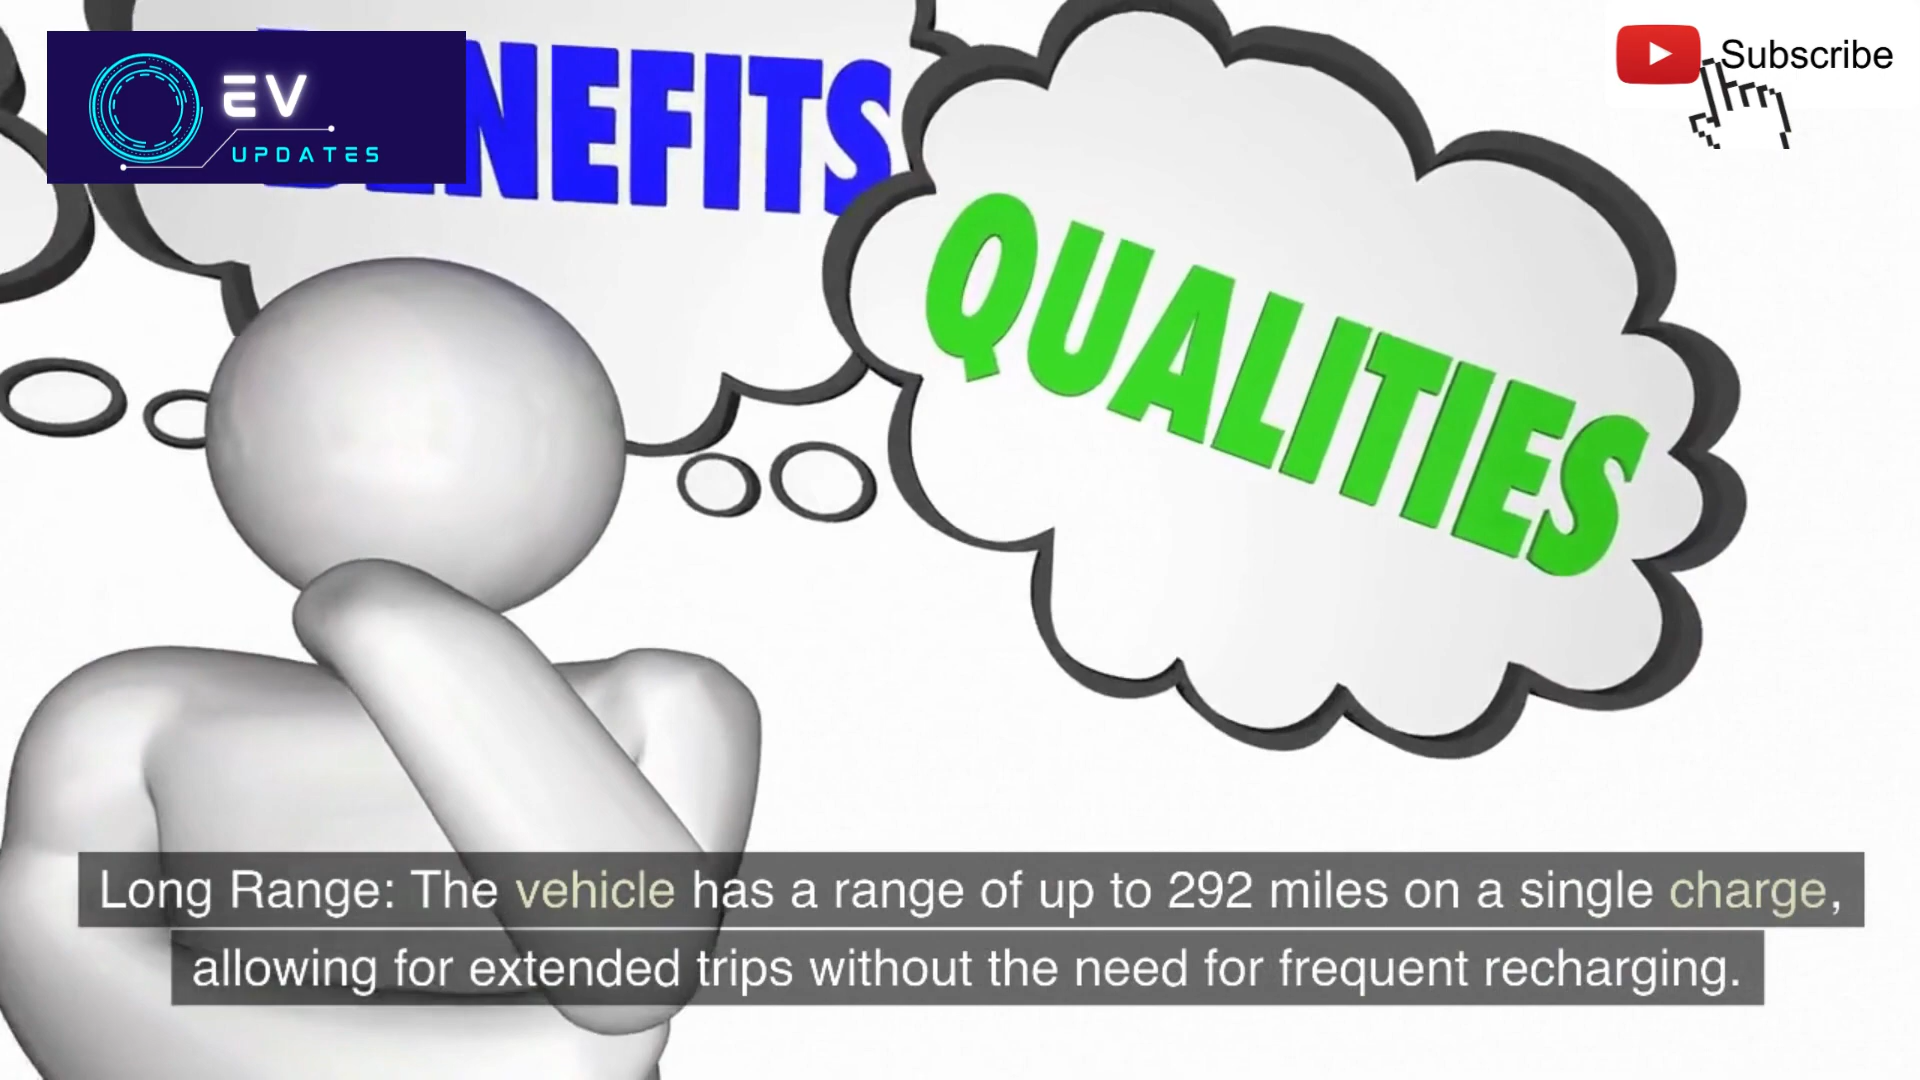 EV
UPDATES
BENEFITS
QUALITIES
Subscribe
Long Range: The vehicle has a range of up to 292 miles on a single charge,
allowing for extended trips without the need for frequent recharging.